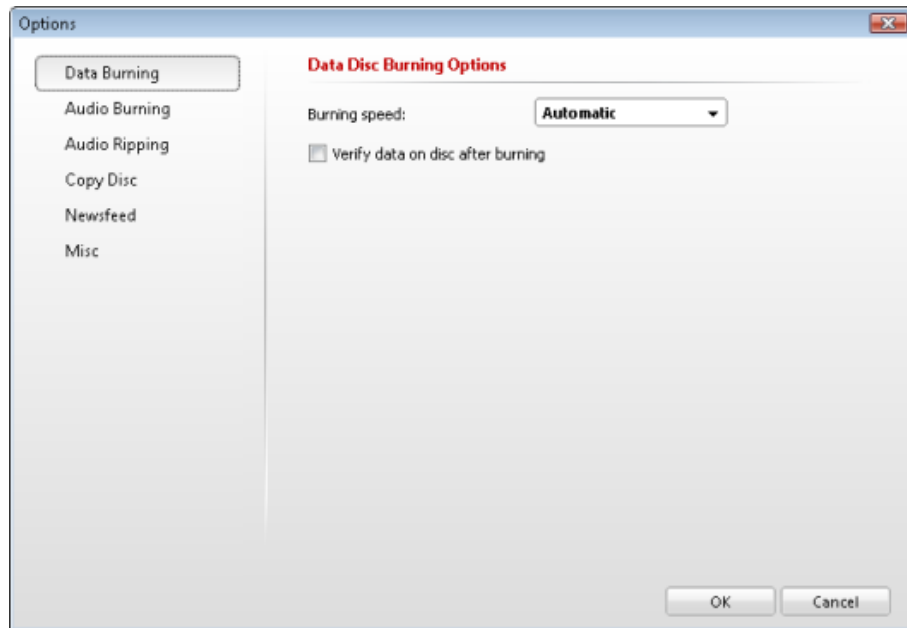 Options
Data Burning
Audio Burning
Audio Ripping
Copy Disc
Newsfeed
Misc
Data Disc Burning Options
Burning speed:
Automatic
Verify data on disc after burning
OK
Cancel